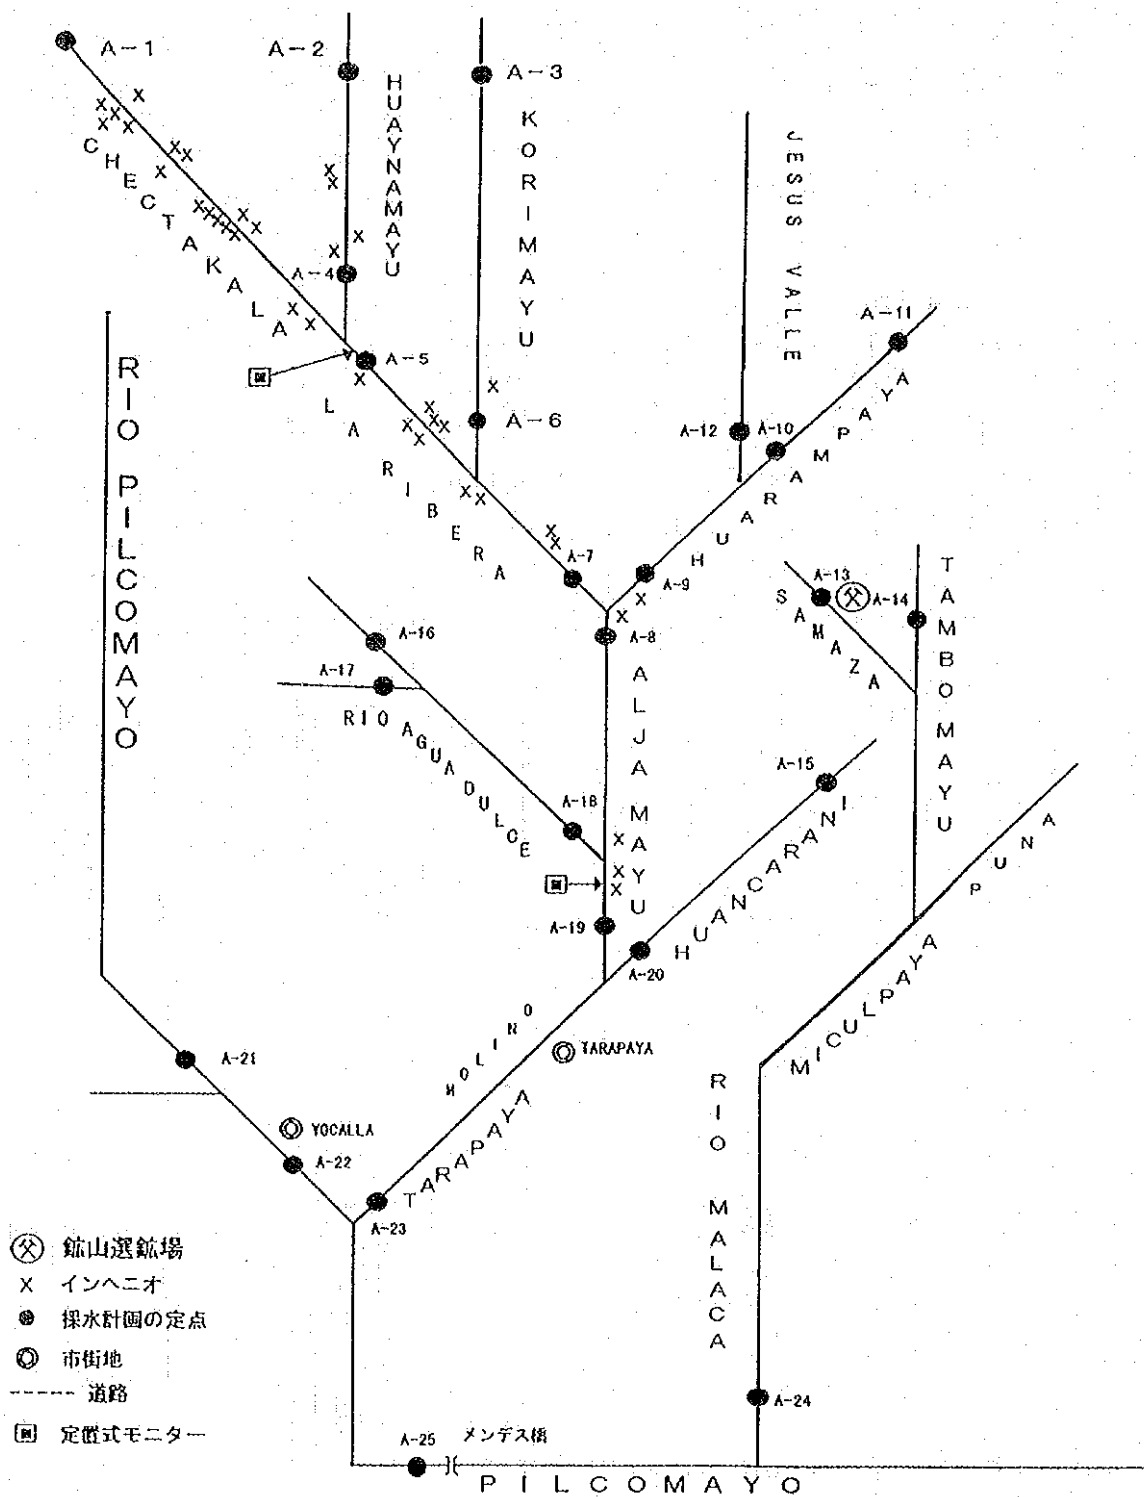 A-1
A-2
A-3
HUAYNAMAYU
KORIMAYU
JESUS VALLE
CHECTAKALA
A-4
A-11
A-5
A-6
A-12
A-10
RIO PILCOMAYO
LA RIBERA
HUARAMPAYA
A-7
A-9
A-13
A-14
TAMBOMAYU
SAMAZA
A-16
A-8
A-17
RIO AGUADULCE
ALJAMAYU
A-15
A-18
HUANCARANI
PUNA
A-19
A-20
MICULPAYA
MOLINO
TARAPAYA
A-21
YOCALLA
A-22
TARAPAYA
RIO MALACA
A-23
鉱山選鉱場
X インヘニオ
採水計画の定点
市街地
------ 道路
M 定置式モニター
A-24
A-25
メンデス橋
PILCOMAYO